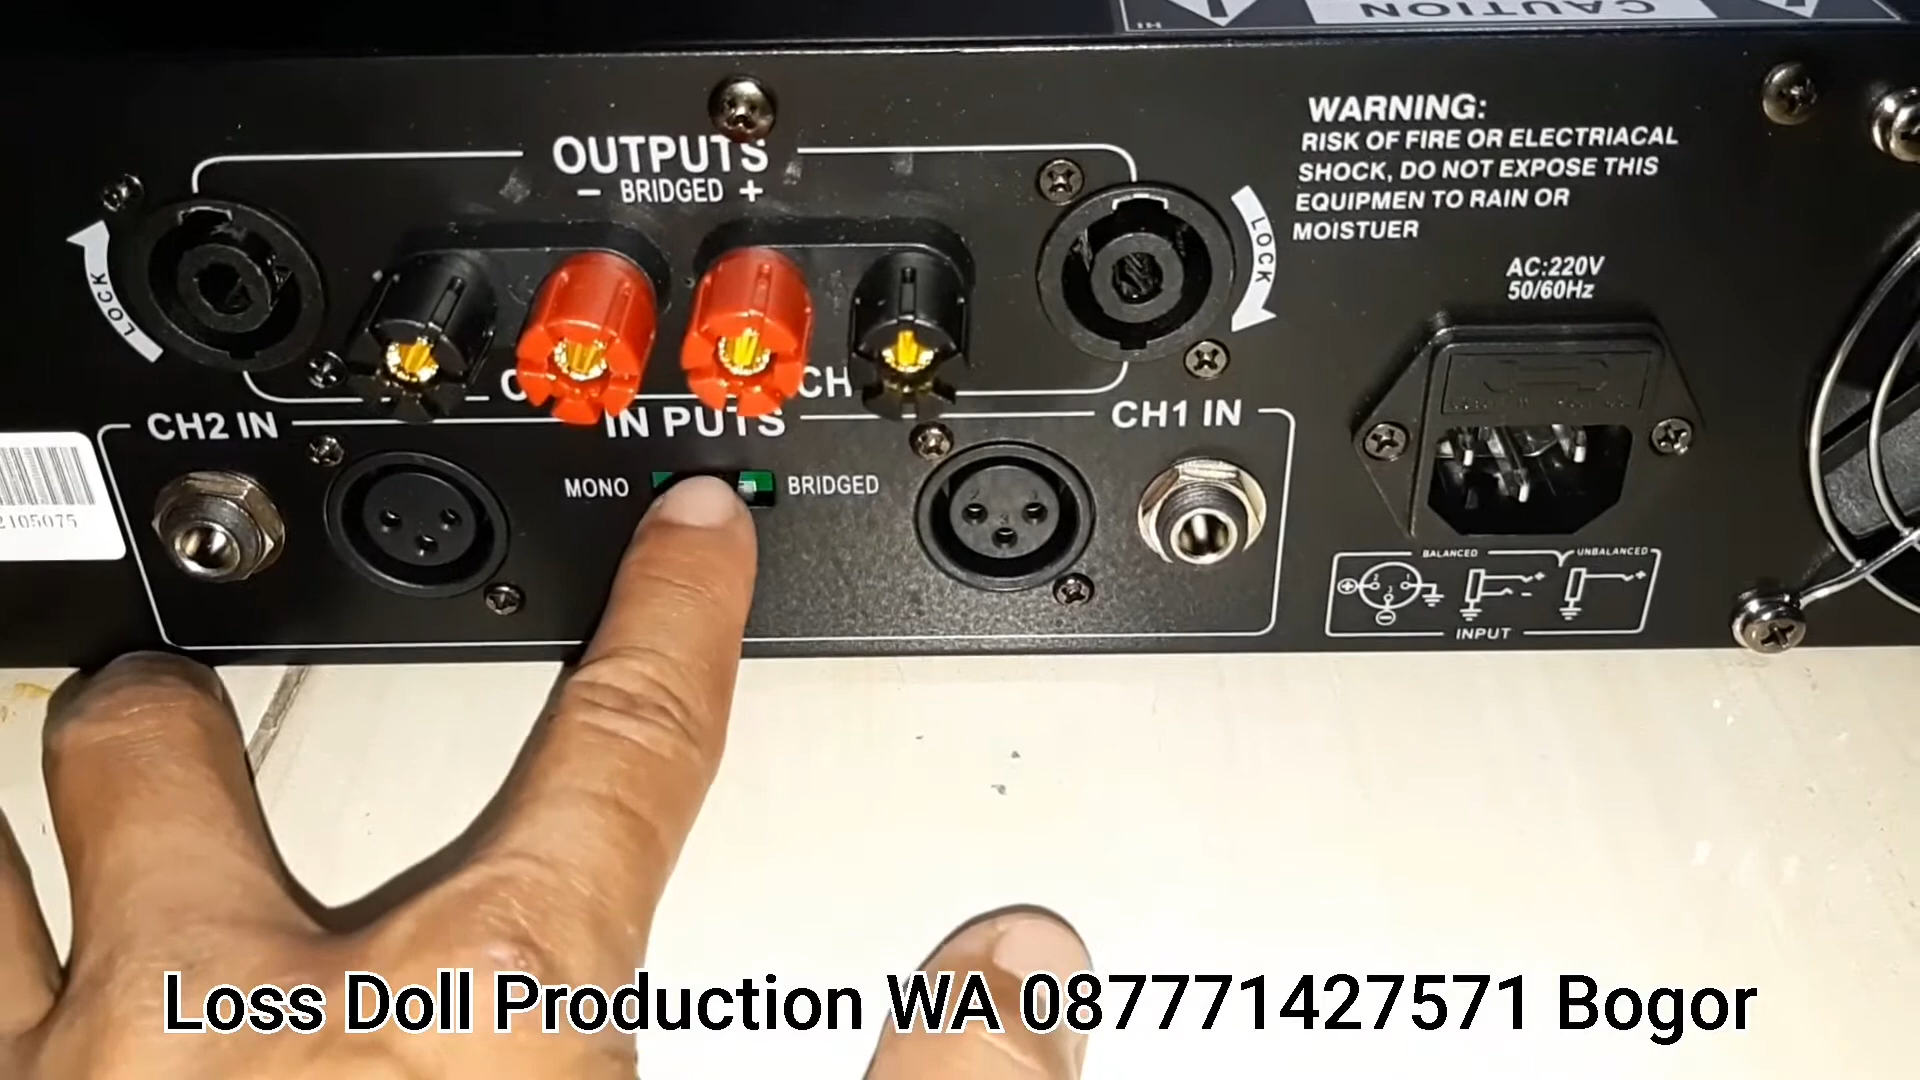 CAUTION
WARNING:
RISK OF FIRE OR ELECTRIACAL
SHOCK, DO NOT EXPOSE THIS
EQUIPMEN TO RAIN OR
MOISTUER
OUTPUTS
− BRIDGED +
LOCK
LOCK
AC:220V
50/60Hz
CH
CH2 IN
IN PUTS
CH1 IN
MONO
BRIDGED
2105075
BALANCED
UNBALANCED
INPUT
Loss Doll Production WA 087771427571 Bogor